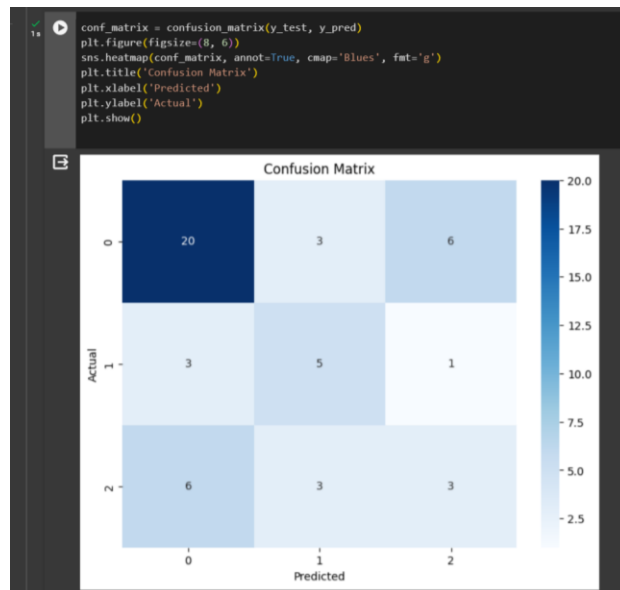 1s
conf_matrix = confusion_matrix(y_test, y_pred)
plt.figure(figsize=(8, 6))
sns.heatmap(conf_matrix, annot=True, cmap='Blues', fmt='g')
plt.title('Confusion Matrix')
plt.xlabel('Predicted')
plt.ylabel('Actual')
plt.show()
Confusion Matrix
20.0
0 20 3 6
17.5
15.0
12.5
Actual
1 3 5 1
10.0
7.5
5.0
2 6 3 3
2.5
0 1 2
Predicted